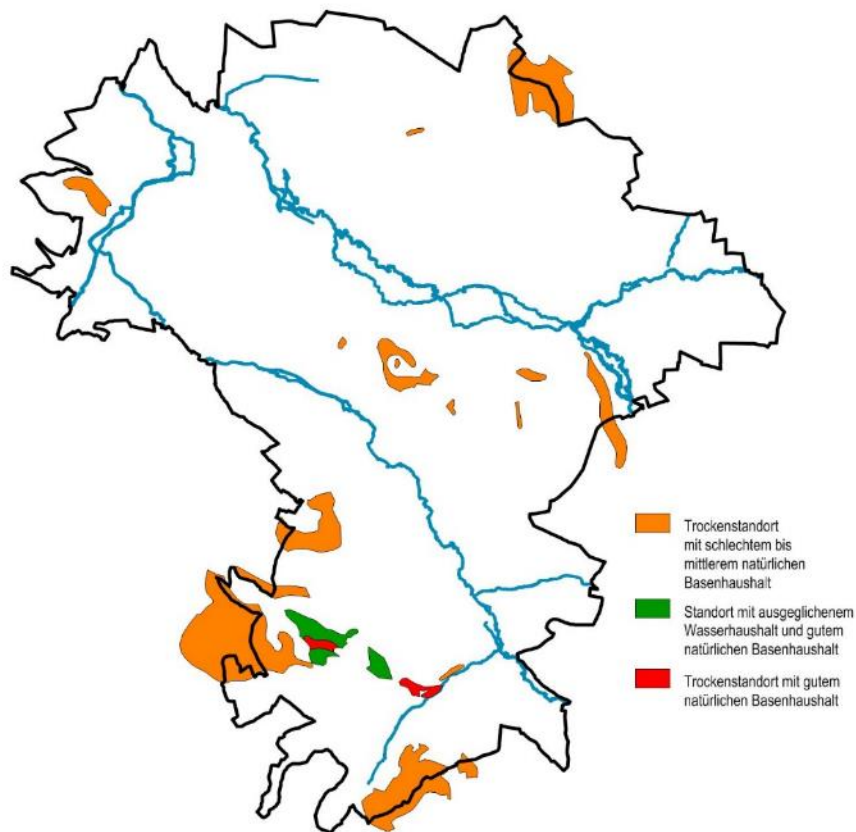 Trockenstandort
mit schlechtem bis
mittlerem natürlichen
Basenhaushalt
Standort mit ausgeglichenem
Wasserhaushalt und gutem
natürlichen Basenhaushalt
Trockenstandort mit gutem
natürlichen Basenhaushalt